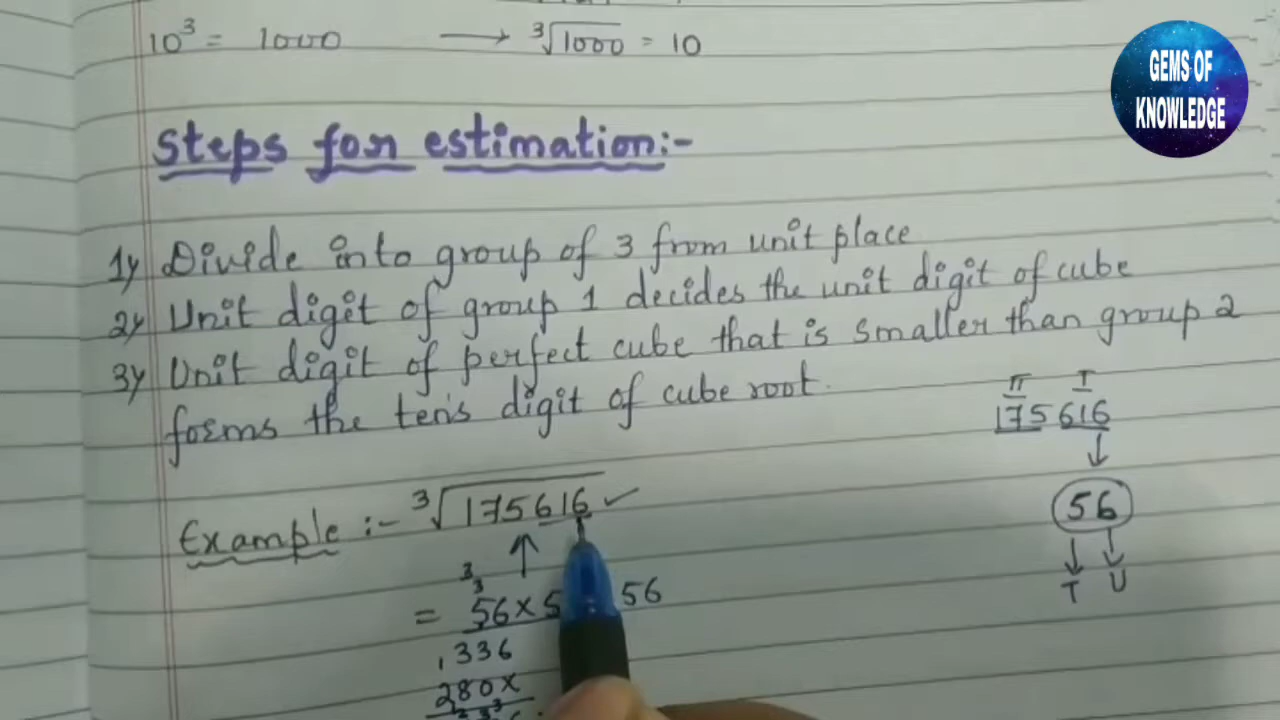 10³ = 1000 → ³√1000 = 10
GEMS OF
KNOWLEDGE
Steps for estimation:-
1) Divide into group of 3 from unit place
2) Unit digit of group 1 decides the unit digit of cube
3) Unit digit of perfect cube that is smaller than group 2
forms the ten's digit of cube root.
II I
175 616
↓
56
↓ ↓
T U
Example :- ³√175616 ✓
↑
3
3
= 56 × 5 56
1336
280×